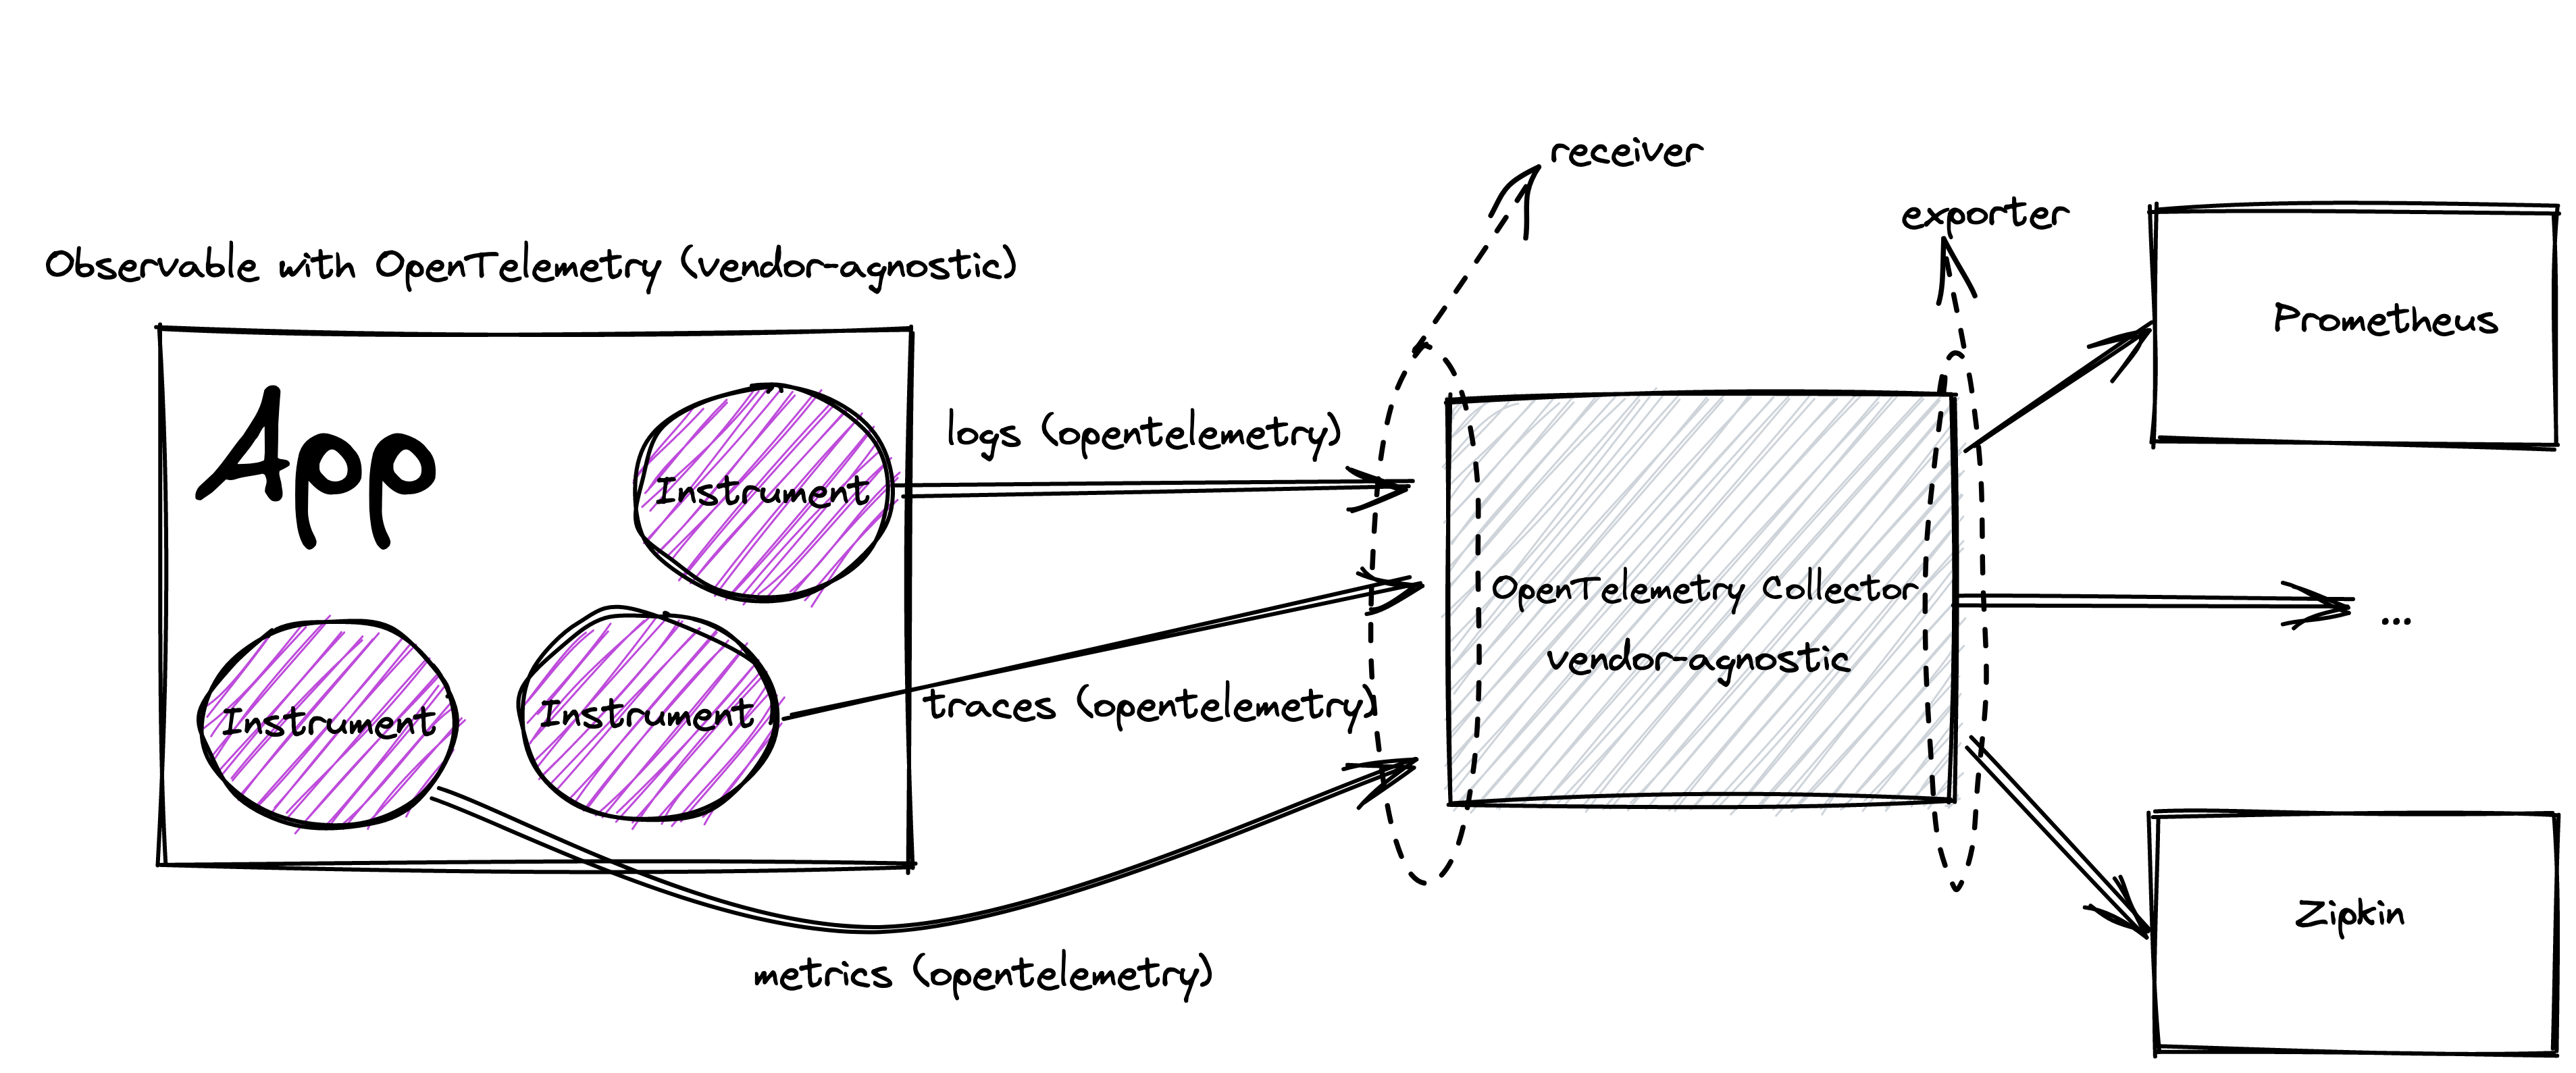 receiver
exporter
Observable with OpenTelemetry (vendor-agnostic)
Prometheus
App
logs (opentelemetry)
Instrument
OpenTelemetry Collector
vendor-agnostic
...
Instrument
Instrument
traces (opentelemetry)
Zipkin
metrics (opentelemetry)